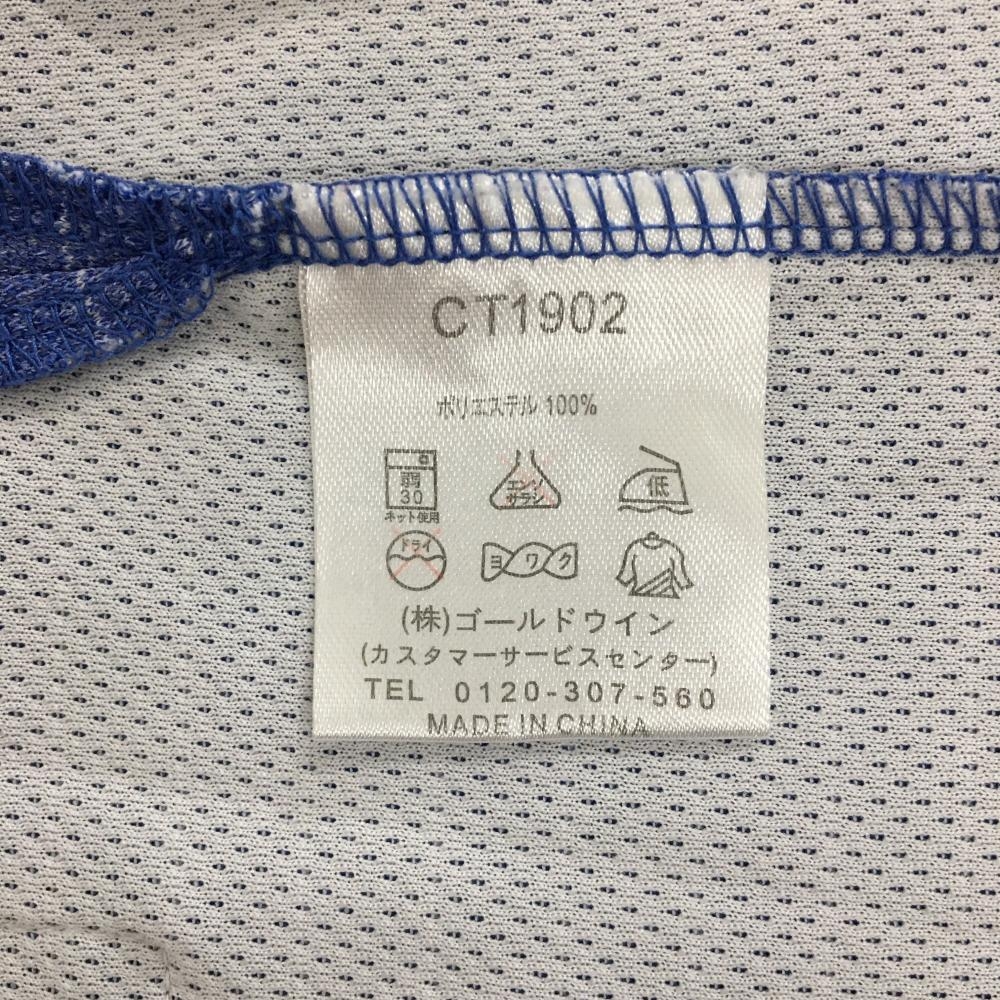 CT1902
ポリエステル 100%
弱
30
ネット使用
エンソ
サラシ
低
ドライ
ヨワク
(株)ゴールドウイン
(カスタマーサービスセンター)
TEL 0120-307-560
MADE IN CHINA